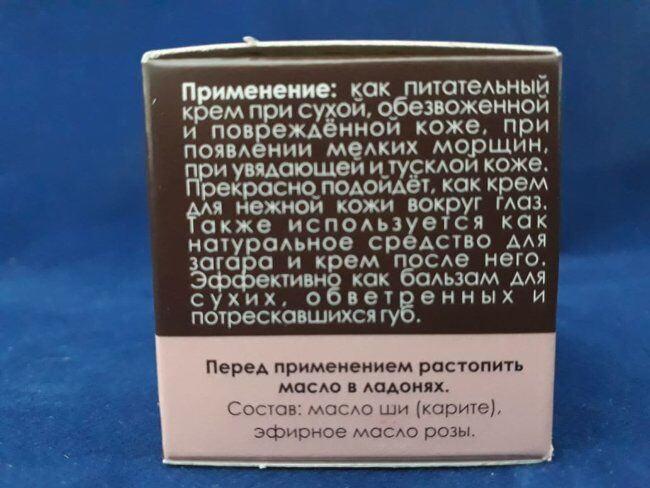 Применение: как питательный
крем при сухой, обезвоженной
и повреждённой коже, при
появлении мелких морщин,
при увядающей и тусклой коже.
Прекрасно подойдёт, как крем
для нежной кожи вокруг глаз.
Также используется как
натуральное средство для
загара и крем после него.
Эффективно как бальзам для
сухих, обветренных и
потрескавшихся губ.
Перед применением растопить
масло в ладонях.
Состав: масло ши (карите),
эфирное масло розы.